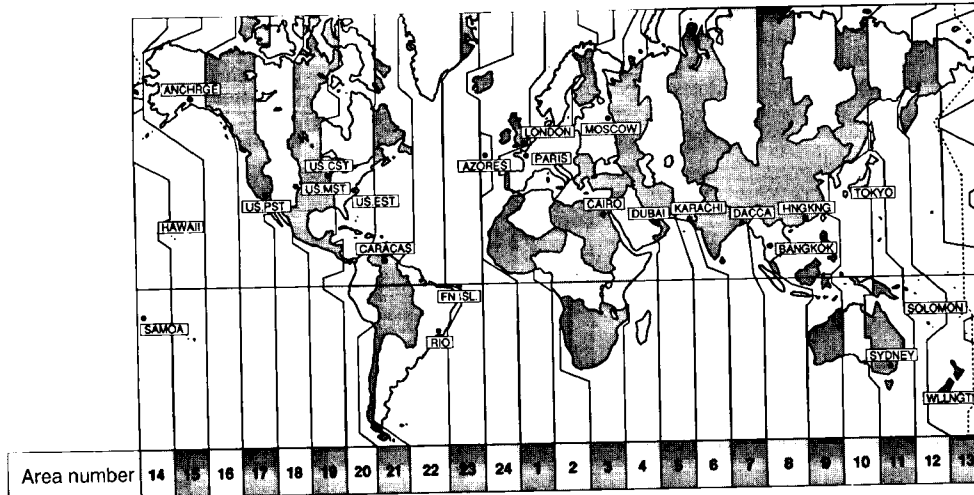 ANCHRGE
LONDON
MOSCOW
US.CST
AZORES
PARIS
US.MST
US.PST
US.EST
CAIRO
DUBAI
KARACHI
DACCA
HNGKNG
TOKYO
HAWAII
CARACAS
BANGKOK
FN.ISL.
SOLOMON
SAMOA
RIO
SYDNEY
WLLNGT
Area number 14 15 16 17 18 19 20 21 22 23 24 1 2 3 4 5 6 7 8 9 10 11 12 13